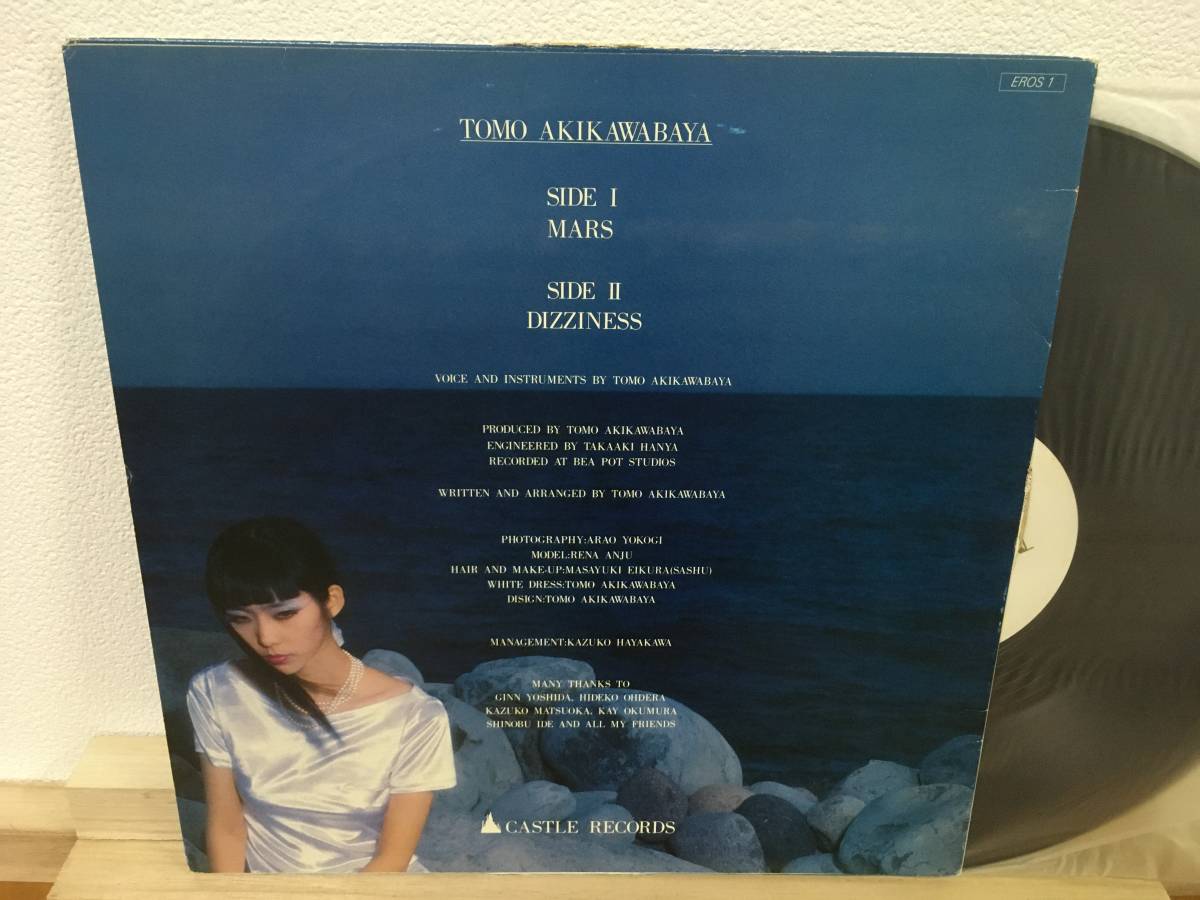 EROS 1
TOMO AKIKAWABAYA
SIDE I
MARS
SIDE II
DIZZINESS
VOICE AND INSTRUMENTS BY TOMO AKIKAWABAYA
PRODUCED BY TOMO AKIKAWABAYA
ENGINEERED BY TAKAAKI HANYA
RECORDED AT BEA POT STUDIOS
WRITTEN AND ARRANGED BY TOMO AKIKAWABAYA
PHOTOGRAPHY:ARAO YOKOGI
MODEL:RENA ANJU
HAIR AND MAKE-UP:MASAYUKI EIKURA(SASHU)
WHITE DRESS:TOMO AKIKAWABAYA
DISIGN:TOMO AKIKAWABAYA
MANAGEMENT:KAZUKO HAYAKAWA
MANY THANKS TO
GINN YOSHIDA, HIDEKO OHDERA
KAZUKO MATSUOKA, KAY OKUMURA
SHINOBU IDE AND ALL MY FRIENDS
CASTLE RECORDS